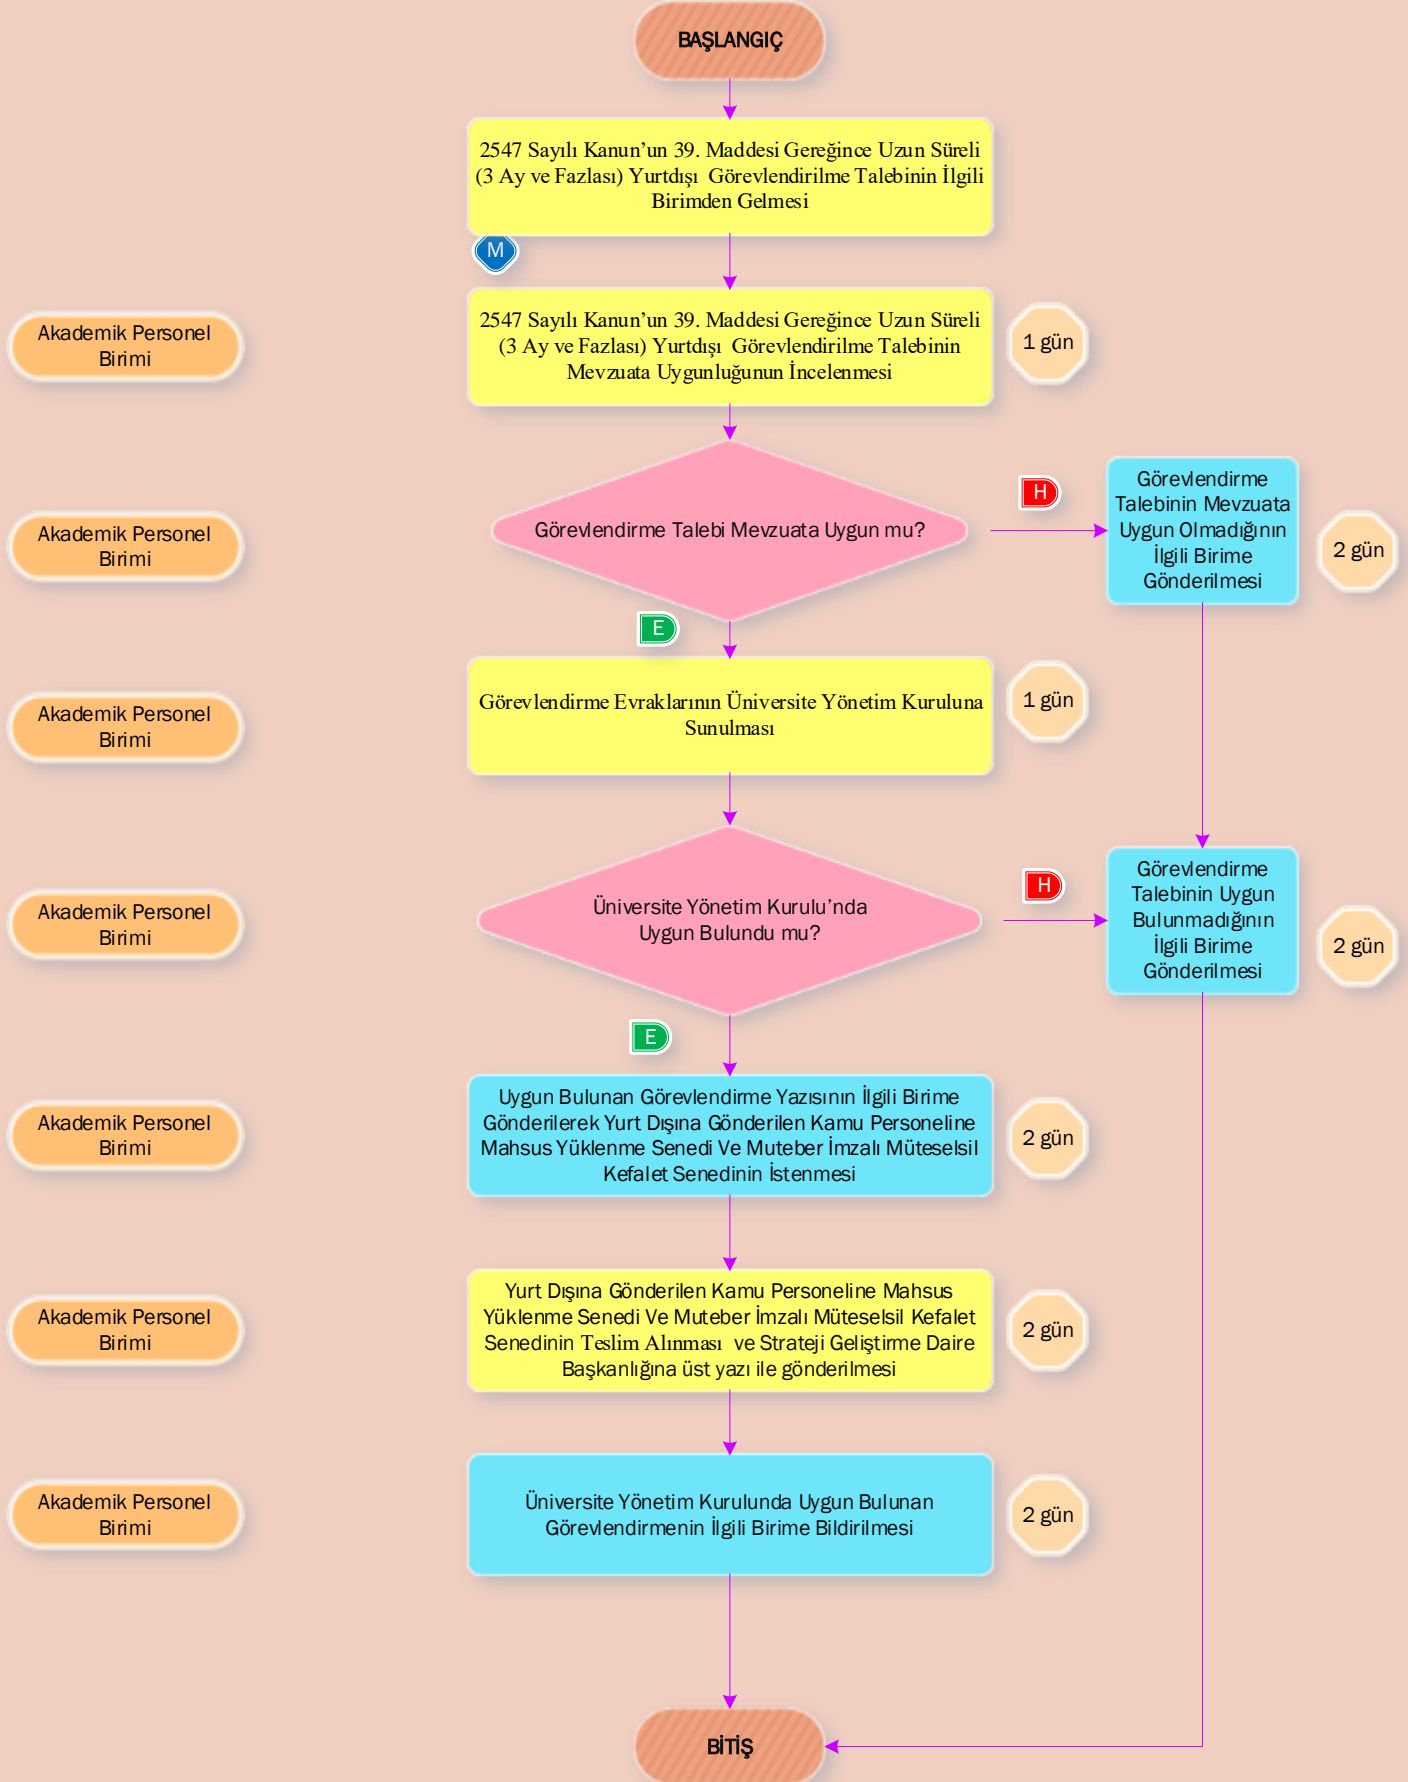 BAŞLANGIÇ
2547 Sayılı Kanun’un 39. Maddesi Gereğince Uzun Süreli
(3 Ay ve Fazlası) Yurtdışı Görevlendirilme Talebinin İlgili
Birimden Gelmesi
M
Akademik Personel
Birimi
2547 Sayılı Kanun’un 39. Maddesi Gereğince Uzun Süreli
(3 Ay ve Fazlası) Yurtdışı Görevlendirilme Talebinin
Mevzuata Uygunluğunun İncelenmesi
1 gün
Akademik Personel
Birimi
Görevlendirme Talebi Mevzuata Uygun mu?
H
Görevlendirme
Talebinin Mevzuata
Uygun Olmadığının
İlgili Birime
Gönderilmesi
2 gün
E
Akademik Personel
Birimi
Görevlendirme Evraklarının Üniversite Yönetim Kuruluna
Sunulması
1 gün
Akademik Personel
Birimi
Üniversite Yönetim Kurulu’nda
Uygun Bulundu mu?
H
Görevlendirme
Talebinin Uygun
Bulunmadığının
İlgili Birime
Gönderilmesi
2 gün
E
Akademik Personel
Birimi
Uygun Bulunan Görevlendirme Yazısının İlgili Birime
Gönderilerek Yurt Dışına Gönderilen Kamu Personeline
Mahsus Yüklenme Senedi Ve Muteber İmzalı Müteselsil
Kefalet Senedinin İstenmesi
2 gün
Akademik Personel
Birimi
Yurt Dışına Gönderilen Kamu Personeline Mahsus
Yüklenme Senedi Ve Muteber İmzalı Müteselsil Kefalet
Senedinin Teslim Alınması ve Strateji Geliştirme Daire
Başkanlığına üst yazı ile gönderilmesi
2 gün
Akademik Personel
Birimi
Üniversite Yönetim Kurulunda Uygun Bulunan
Görevlendirmenin İlgili Birime Bildirilmesi
2 gün
BİTİŞ